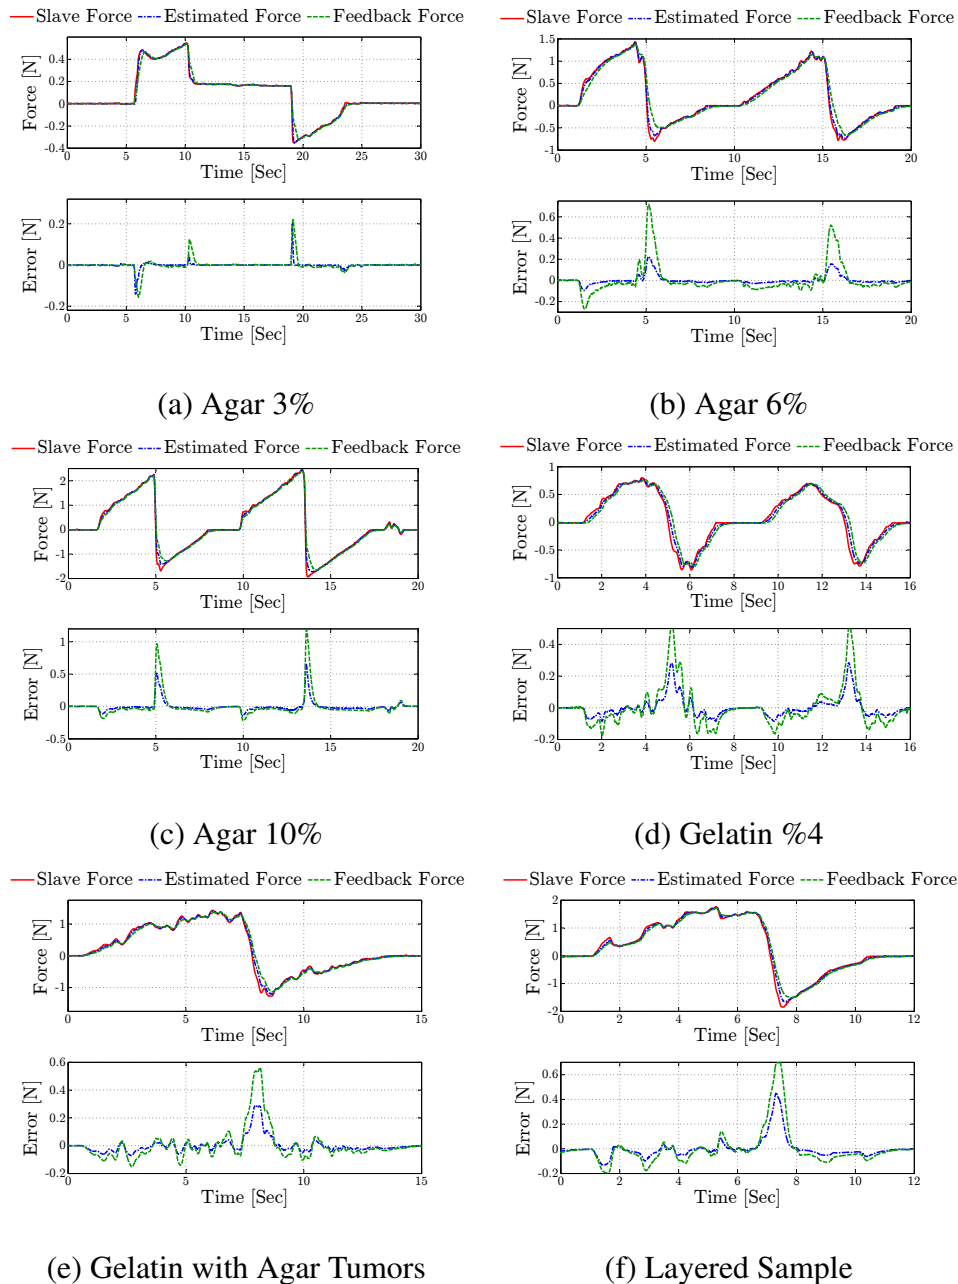 Slave Force Estimated Force Feedback Force
Force [N]
0.4
0.2
0
-0.2
-0.4
0 5 10 15 20 25 30
Time [Sec]
Error [N]
0.2
0
-0.2
0 5 10 15 20 25 30
Time [Sec]
(a) Agar 3%
Slave Force Estimated Force Feedback Force
Force [N]
1.5
1
0.5
0
-0.5
-1
0 5 10 15 20
Time [Sec]
Error [N]
0.6
0.4
0.2
0
-0.2
0 5 10 15 20
Time [Sec]
(b) Agar 6%
Slave Force Estimated Force Feedback Force
Force [N]
2
1
0
-1
-2
0 5 10 15 20
Time [Sec]
Error [N]
1
0.5
0
-0.5
0 5 10 15 20
Time [Sec]
(c) Agar 10%
Slave Force Estimated Force Feedback Force
Force [N]
1
0.5
0
-0.5
-1
0 2 4 6 8 10 12 14 16
Time [Sec]
Error [N]
0.4
0.2
0
-0.2
0 2 4 6 8 10 12 14 16
Time [Sec]
(d) Gelatin %4
Slave Force Estimated Force Feedback Force
Force [N]
1
0
-1
0 5 10 15
Time [Sec]
Error [N]
0.6
0.4
0.2
0
-0.2
0 5 10 15
Time [Sec]
(e) Gelatin with Agar Tumors
Slave Force Estimated Force Feedback Force
Force [N]
2
1
0
-1
-2
0 2 4 6 8 10 12
Time [Sec]
Error [N]
0.6
0.4
0.2
0
-0.2
0 2 4 6 8 10 12
Time [Sec]
(f) Layered Sample